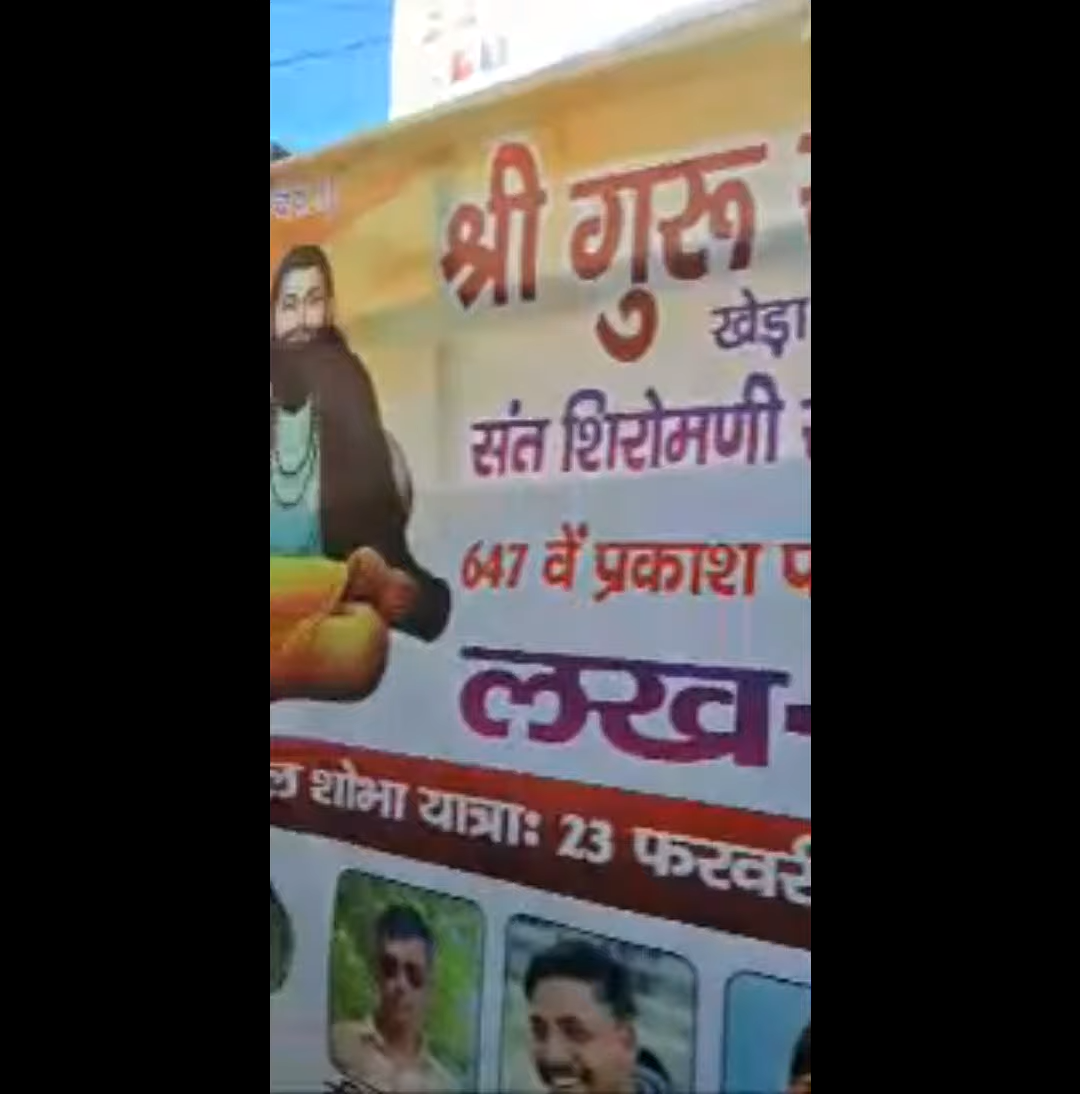 श्री गुरू
खेड़ा
संत शिरोमणी
647 वें प्रकाश
लख-
शोभा यात्राः 23 फरवरी